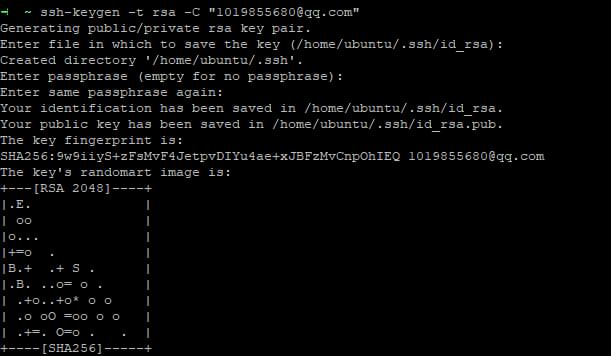 → ~ ssh-keygen -t rsa -C "1019855680@qq.com"
Generating public/private rsa key pair.
Enter file in which to save the key (/home/ubuntu/.ssh/id_rsa):
Created directory '/home/ubuntu/.ssh'.
Enter passphrase (empty for no passphrase):
Enter same passphrase again:
Your identification has been saved in /home/ubuntu/.ssh/id_rsa.
Your public key has been saved in /home/ubuntu/.ssh/id_rsa.pub.
The key fingerprint is:
SHA256:9w9iiyS+zFsMvF4JetpvDIYu4ae+xJBFzMvCnpOhIEQ 1019855680@qq.com
The key's randomart image is:
+---[RSA 2048]----+
|.E.              |
| oo              |
|o...             |
|+=o  .           |
|B.+  .+ S .      |
|.B. ..o= o .     |
| .+o..+o* o o    |
| .o oO =oo o o   |
| .+=. O=o .   .  |
+----[SHA256]-----+